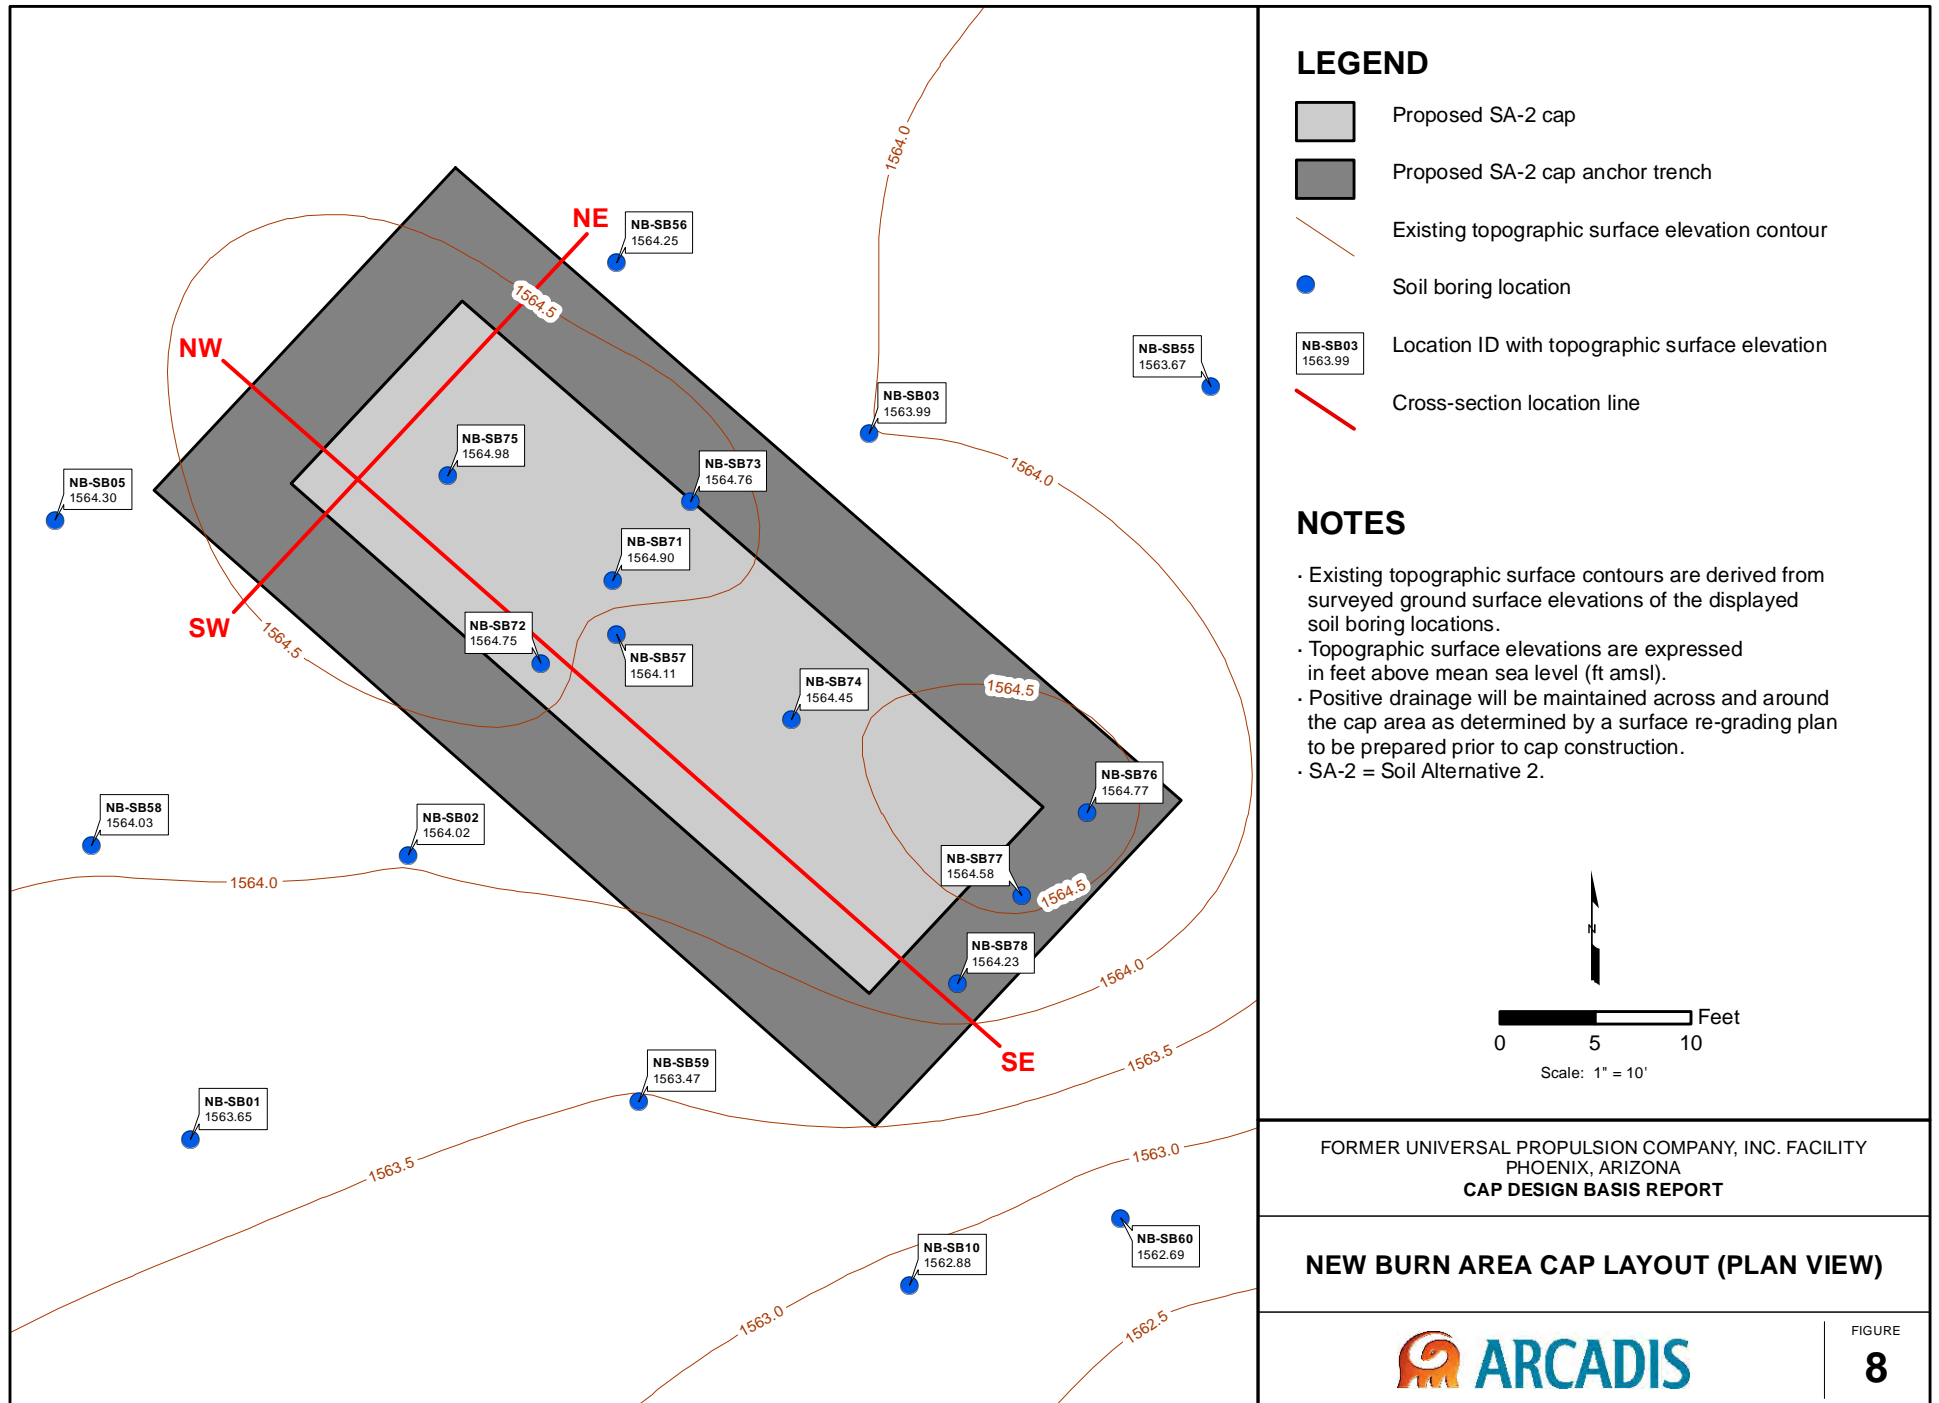 1564.0
NE
NB-SB56
1564.25
1564.5
NW
NB-SB55
1563.67
NB-SB03
1563.99
NB-SB75
1564.98
NB-SB73
1564.76
1564.0
NB-SB05
1564.30
NB-SB71
1564.90
SW
1564.5
NB-SB72
1564.75
NB-SB57
1564.11
NB-SB74
1564.45
1564.5
NB-SB76
1564.77
NB-SB58
1564.03
NB-SB02
1564.02
NB-SB77
1564.58
1564.5
1564.0
NB-SB78
1564.23
1564.0
SE
NB-SB59
1563.47
1563.5
NB-SB01
1563.65
1563.5
1563.0
NB-SB60
1562.69
NB-SB10
1562.88
1563.0
1562.5
LEGEND
Proposed SA-2 cap
Proposed SA-2 cap anchor trench
Existing topographic surface elevation contour
Soil boring location
NB-SB03
1563.99
Location ID with topographic surface elevation
Cross-section location line
NOTES
· Existing topographic surface contours are derived from
surveyed ground surface elevations of the displayed
soil boring locations.
· Topographic surface elevations are expressed
in feet above mean sea level (ft amsl).
· Positive drainage will be maintained across and around
the cap area as determined by a surface re-grading plan
to be prepared prior to cap construction.
· SA-2 = Soil Alternative 2.
N
Feet
0 5 10
Scale: 1" = 10'
FORMER UNIVERSAL PROPULSION COMPANY, INC. FACILITY
PHOENIX, ARIZONA
CAP DESIGN BASIS REPORT
NEW BURN AREA CAP LAYOUT (PLAN VIEW)
ARCADIS
FIGURE
8